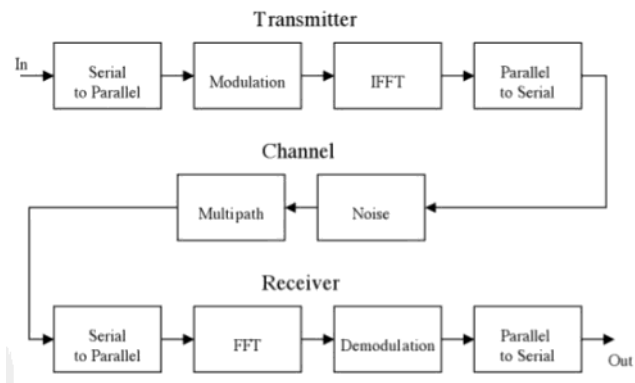 Transmitter
In
Serial
to Parallel
Modulation
IFFT
Parallel
to Serial
Channel
Multipath
Noise
Receiver
Serial
to Parallel
FFT
Demodulation
Parallel
to Serial
Out